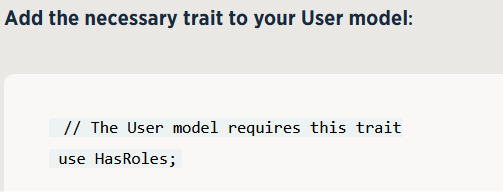 Add the necessary trait to your User model:
// The User model requires this trait
use HasRoles;